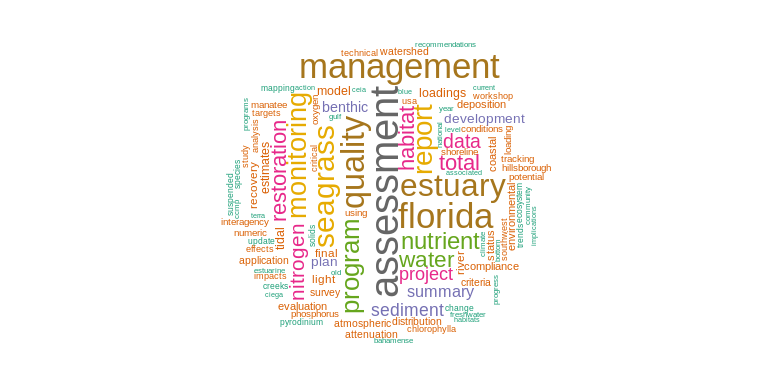 recommendations
technical
watershed
management
mapping
action
model
ceia
blue
loadings
current
workshop
manatee
targets
benthic
usa
deposition
year
gulf
oxygen
programs
analysis
study
monitoring
quality
assessment
habitat
report
development
national
level
conditions
data
loading
coastal
shoreline
total
tracking
hillsborough
associated
potential
critical
seagrass
restoration
estimates
recovery
species
suspended
ccmp
estuary
florida
environmental
ecosystem
community
implications
trends
southwest
terra
using
interagency
numeric
update
effects
tidal
solids
nitrogen
program
nutrient
water
climate
status
bottom
river
final
plan
application
estuarine
impacts
creeks
ciega
light
old
project
compliance
criteria
progress
survey
summary
evaluation
phosphorus
pyrodinium
sediment
change
freshwater
habitats
atmospheric
distribution
chlorophylla
attenuation
bahamense